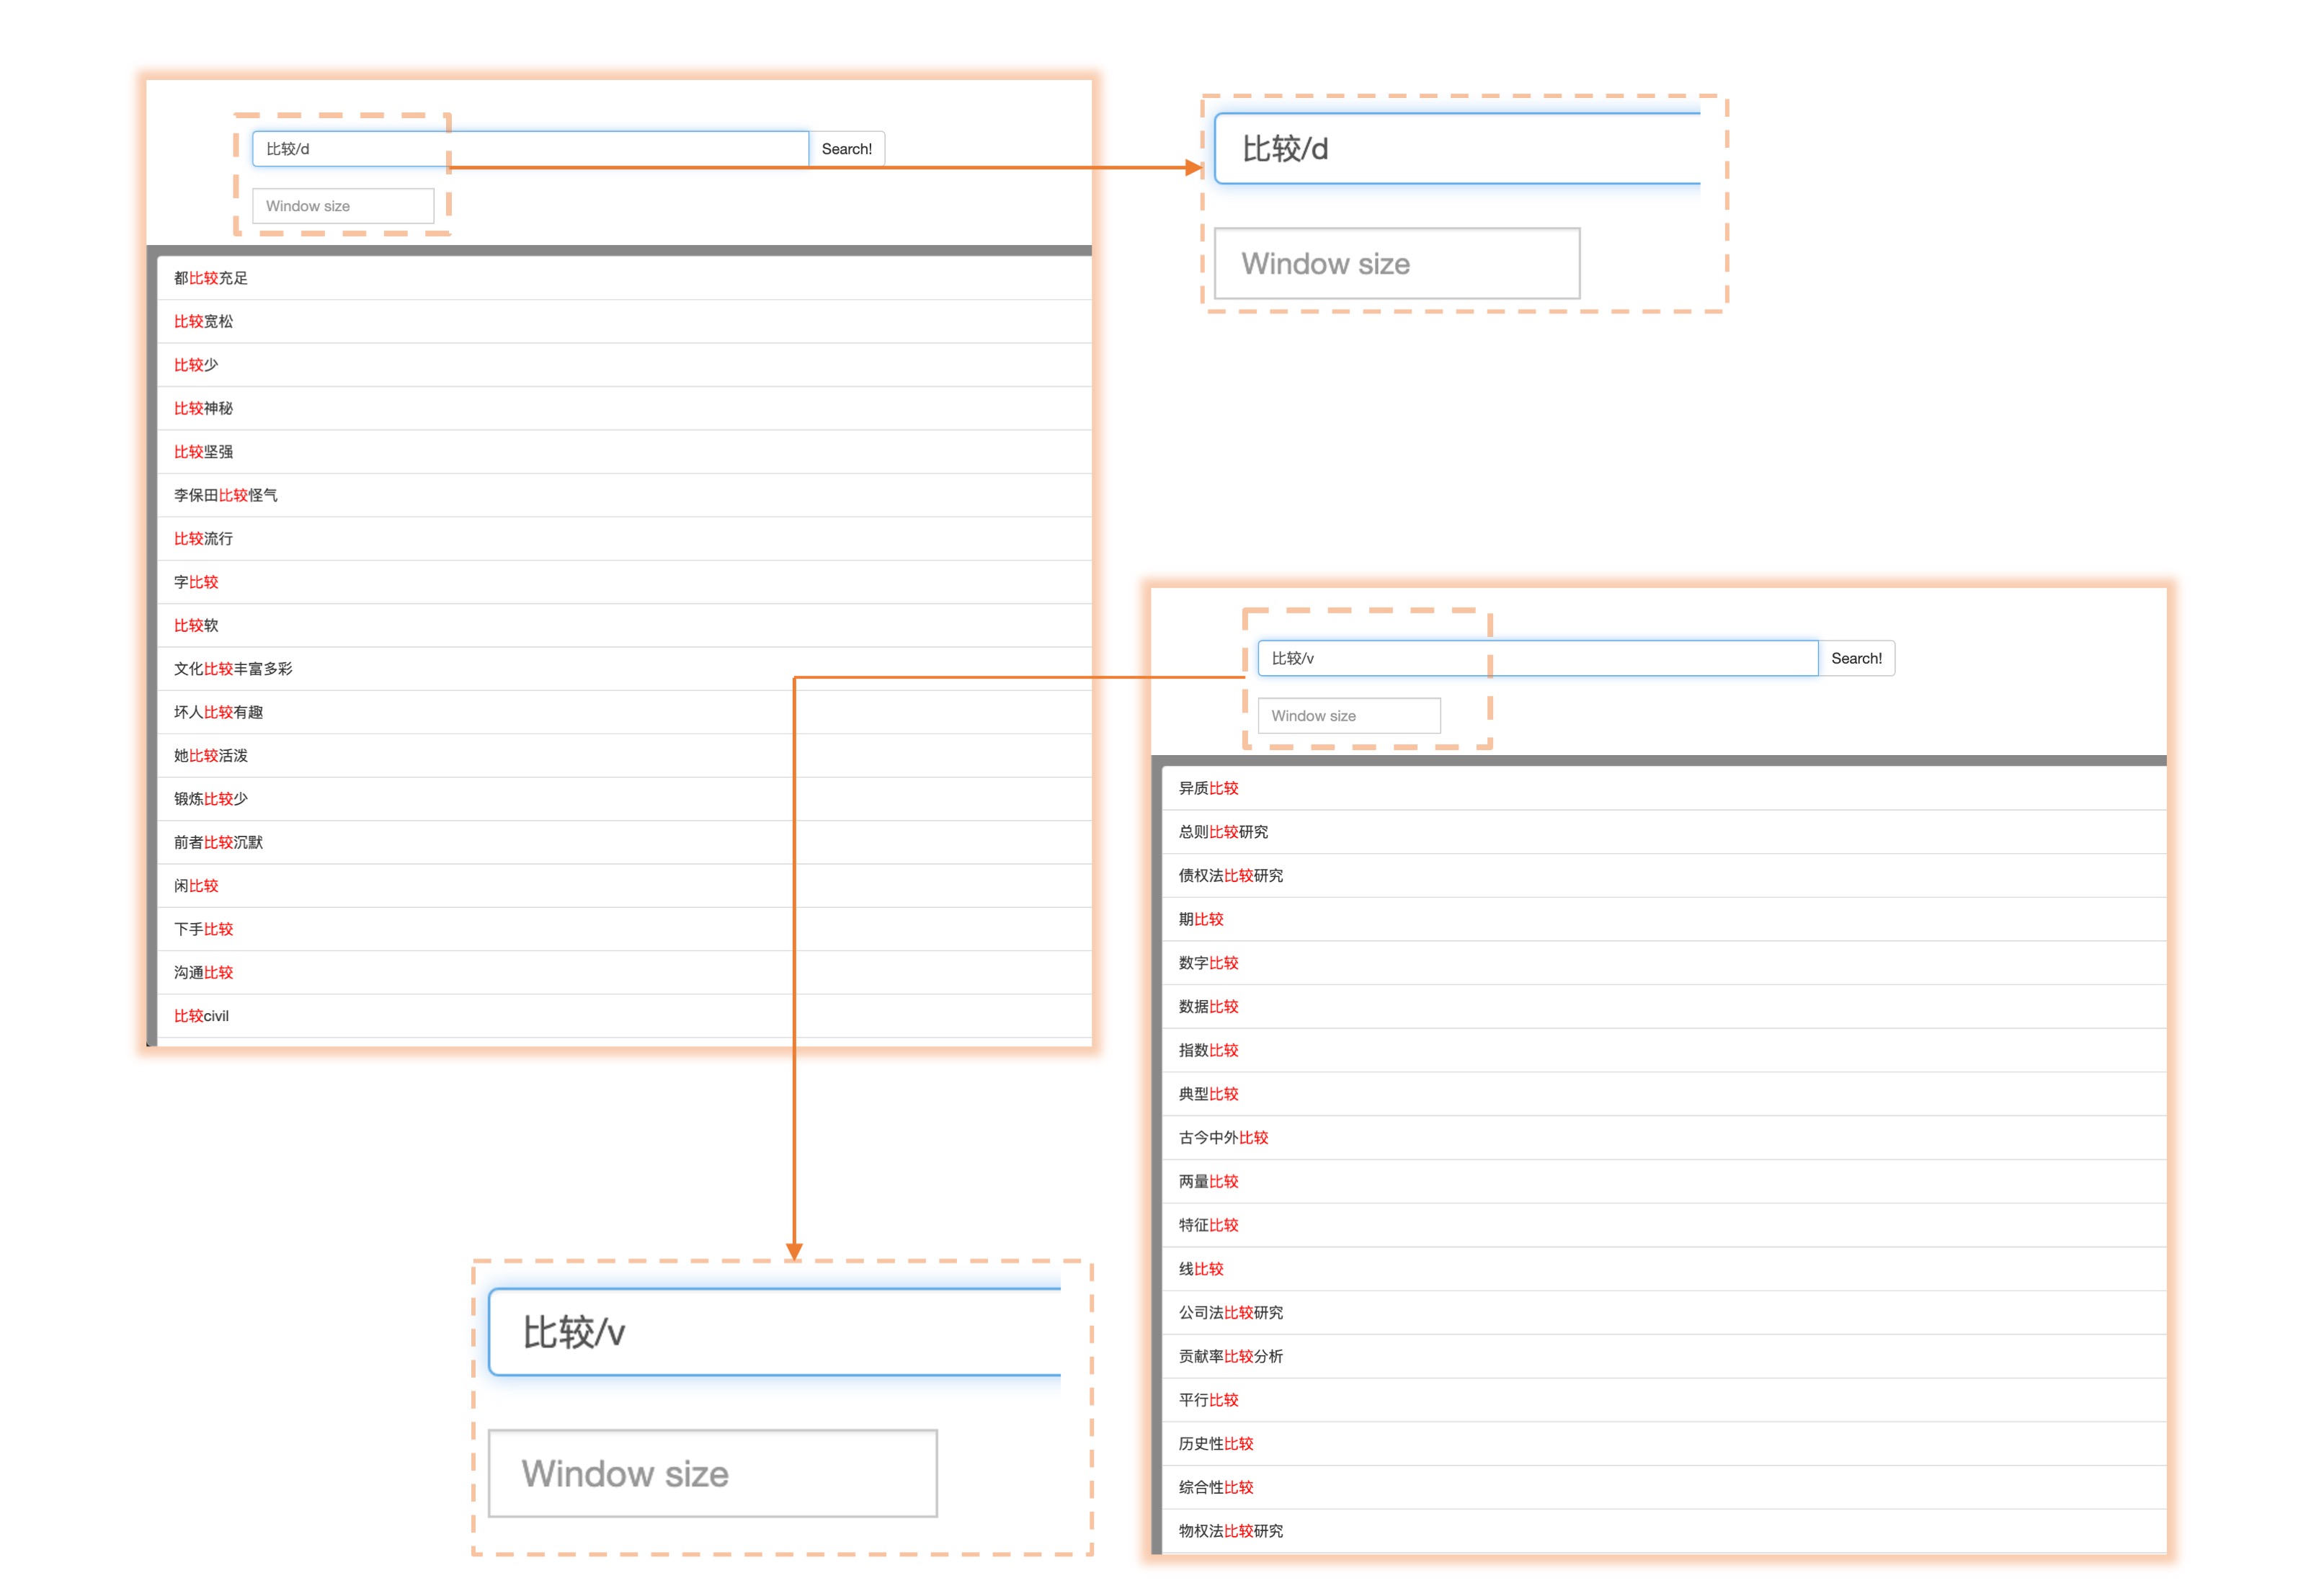 比较/d
Search!
Window size
都比较充足
比较宽松
比较少
比较神秘
比较坚强
李保田比较怪气
比较流行
字比较
比较软
文化比较丰富多彩
坏人比较有趣
她比较活泼
锻炼比较少
前者比较沉默
闲比较
下手比较
沟通比较
比较civil
比较/d
Window size
比较/v
Search!
Window size
异质比较
总则比较研究
债权法比较研究
期比较
数字比较
数据比较
指数比较
典型比较
古今中外比较
两量比较
特征比较
线比较
公司法比较研究
贡献率比较分析
平行比较
历史性比较
综合性比较
物权法比较研究
比较/v
Window size